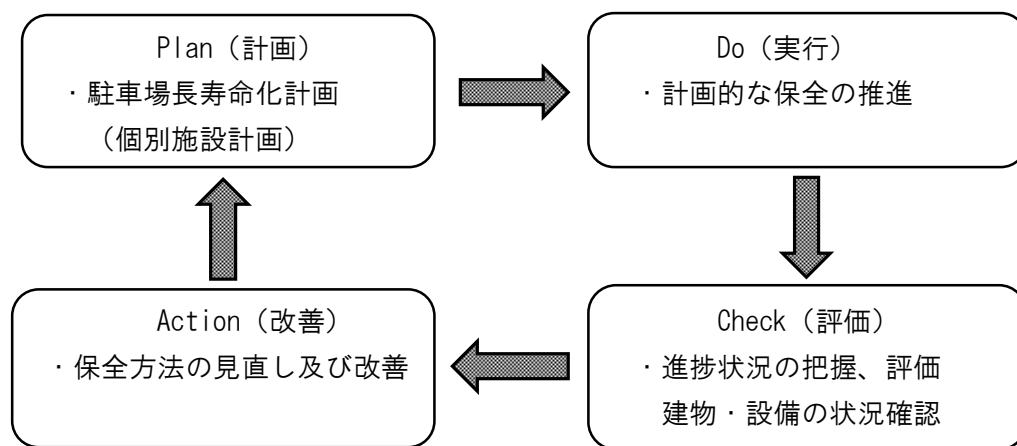 Plan（計画）
・駐車場長寿命化計画
（個別施設計画）
Do（実行）
・計画的な保全の推進
Action（改善）
・保全方法の見直し及び改善
Check（評価）
・進捗状況の把握、評価
建物・設備の状況確認